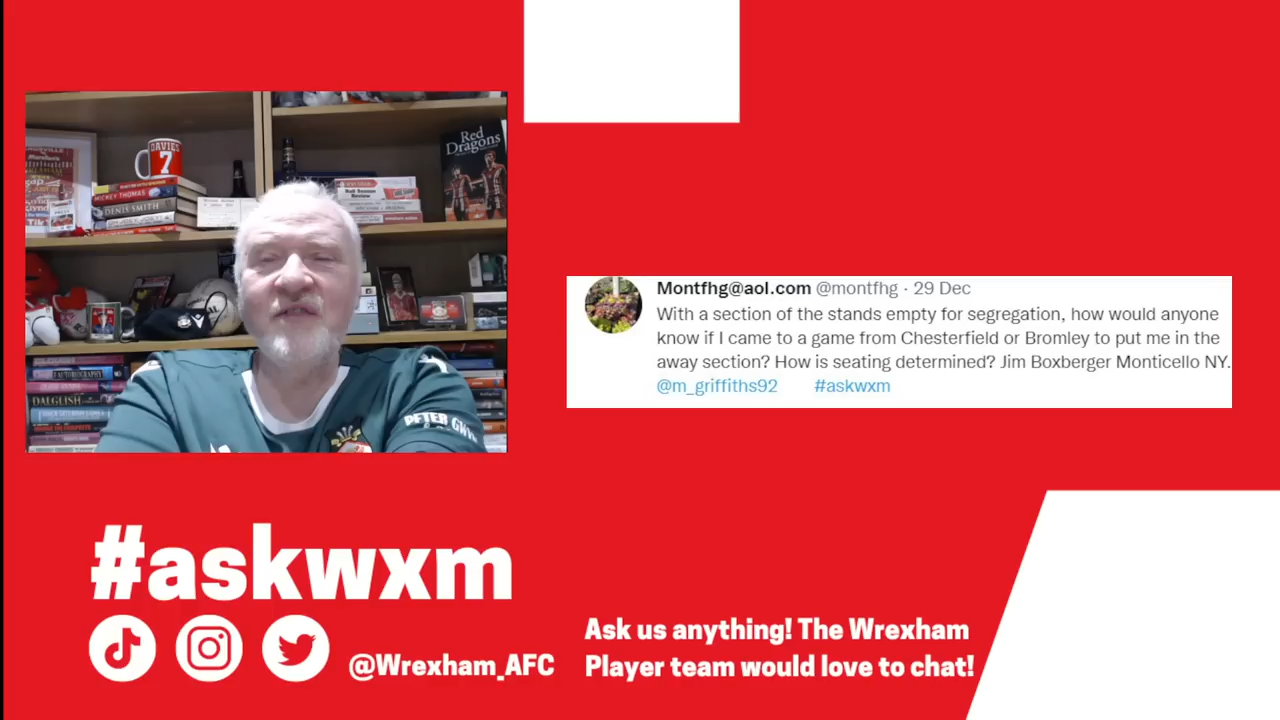 DAVIES
7
Red
Dragons
MICKEY THOMAS
DENIS SMITH
Review
AUTOBIOGRAPHY
DALGLISH
PETER GWY
Montfhg@aol.com @montfhg · 29 Dec
With a section of the stands empty for segregation, how would anyone
know if I came to a game from Chesterfield or Bromley to put me in the
away section? How is seating determined? Jim Boxberger Monticello NY.
@m_griffiths92 #askwxm
#askwxm
@Wrexham_AFC
Ask us anything! The Wrexham
Player team would love to chat!